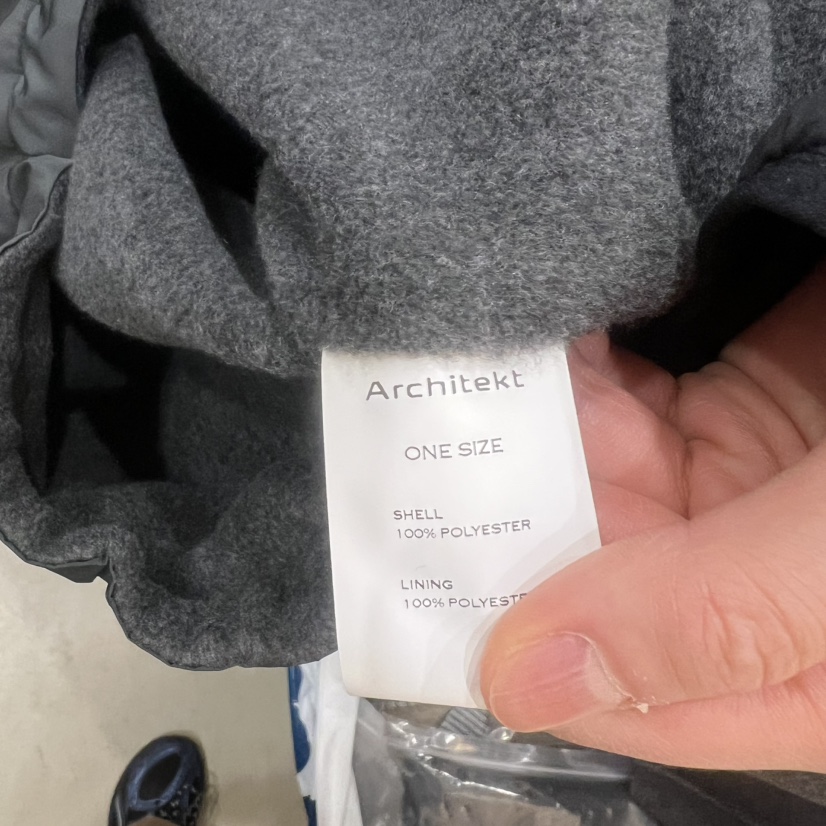 Architekt
ONE SIZE
SHELL
100% POLYESTER
LINING
100% POLYESTE